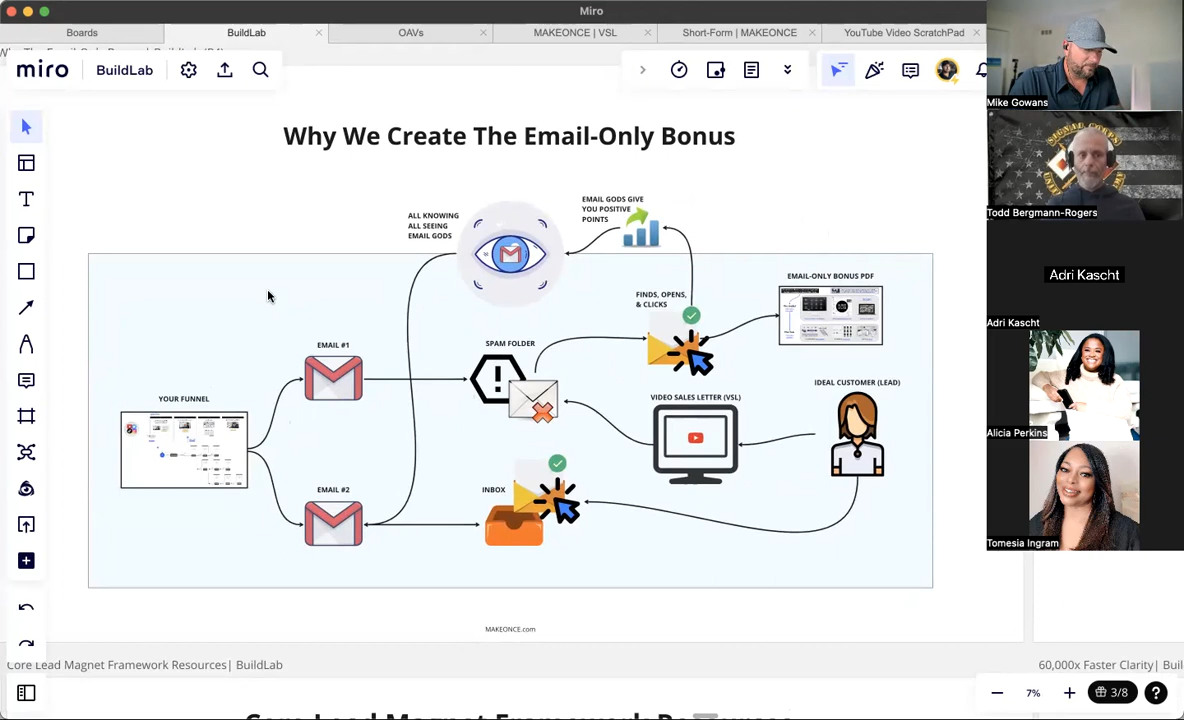 Miro
Boards
BuildLab
OAVs
MAKEONCE | VSL
Short-Form | MAKEONCE
YouTube Video ScratchPad
miro
BuildLab
Why We Create The Email-Only Bonus
ALL KNOWING
ALL SEEING
EMAIL GODS
EMAIL GODS GIVE
YOU POSITIVE
POINTS
EMAIL-ONLY BONUS PDF
FINDS, OPENS,
& CLICKS
EMAIL #1
SPAM FOLDER
IDEAL CUSTOMER (LEAD)
YOUR FUNNEL
VIDEO SALES LETTER (VSL)
EMAIL #2
INBOX
MAKEONCE.com
Core Lead Magnet Framework Resources| BuildLab
60,000x Faster Clarity| Buil
7%
3/8
Mike Gowans
SIGNAL CORPS
Todd Bergmann-Rogers
Adri Kascht
Adri Kascht
Alicia Perkins
Tomesia Ingram